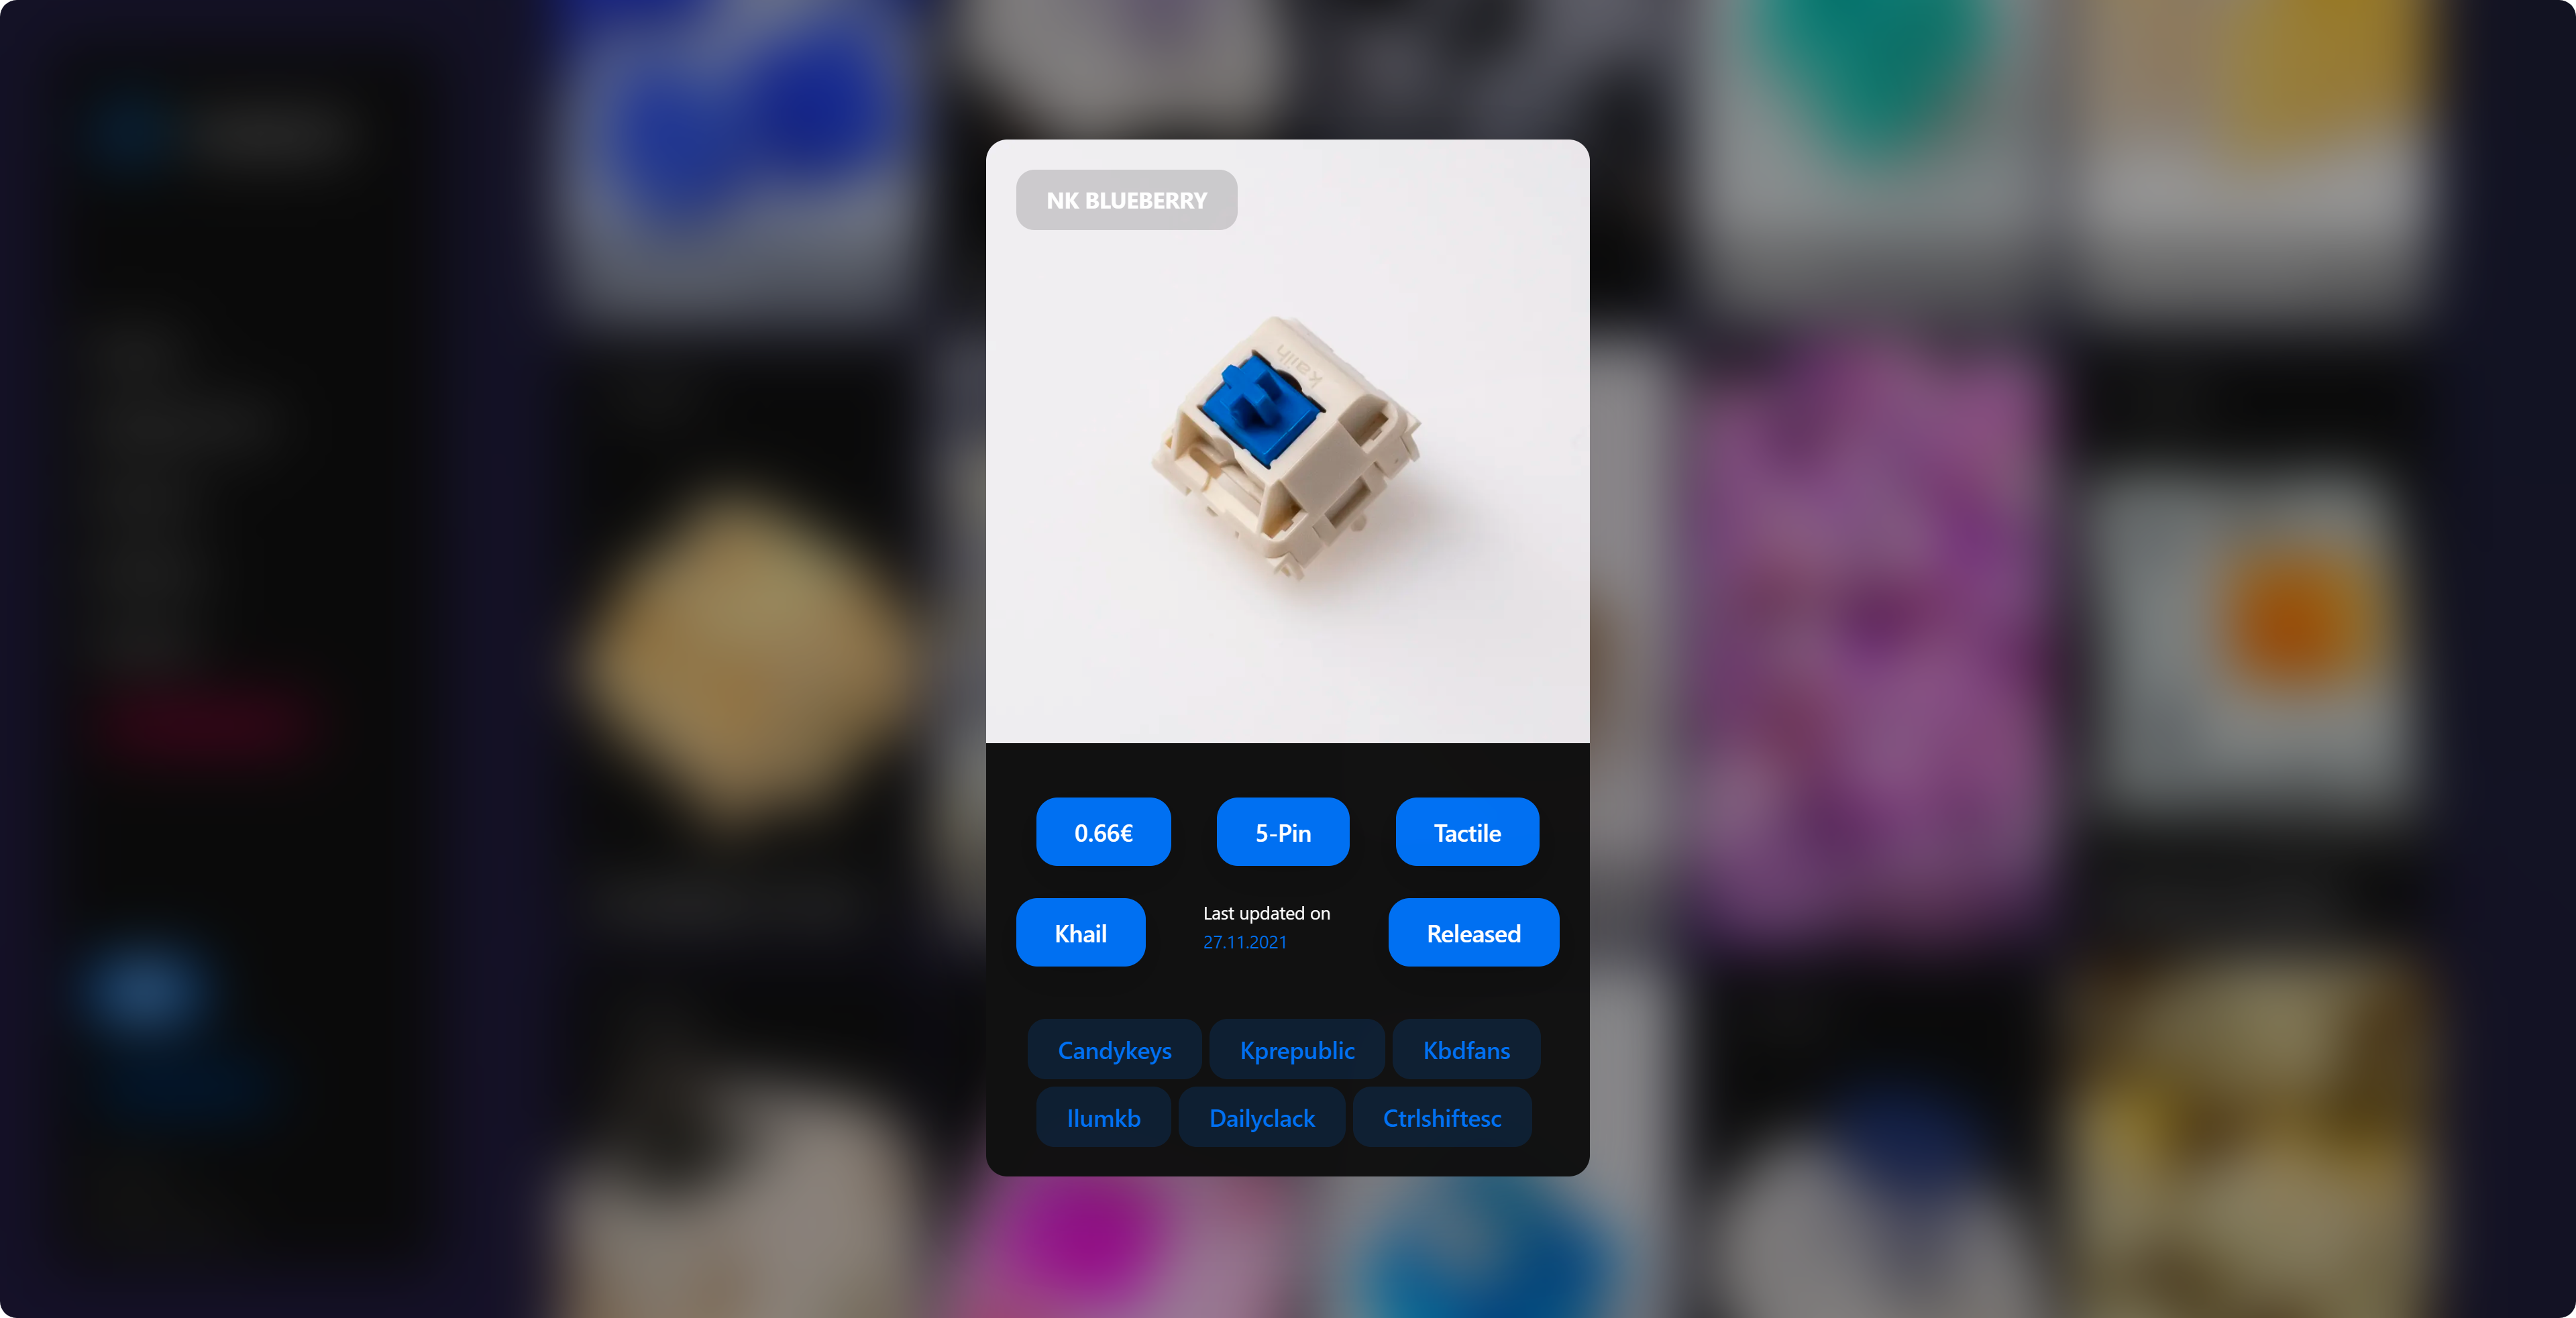 NK BLUEBERRY
kailh
0.66€
5-Pin
Tactile
Khail
Last updated on
27.11.2021
Released
Candykeys
Kprepublic
Kbdfans
Ilumkb
Dailyclack
Ctrlshiftesc